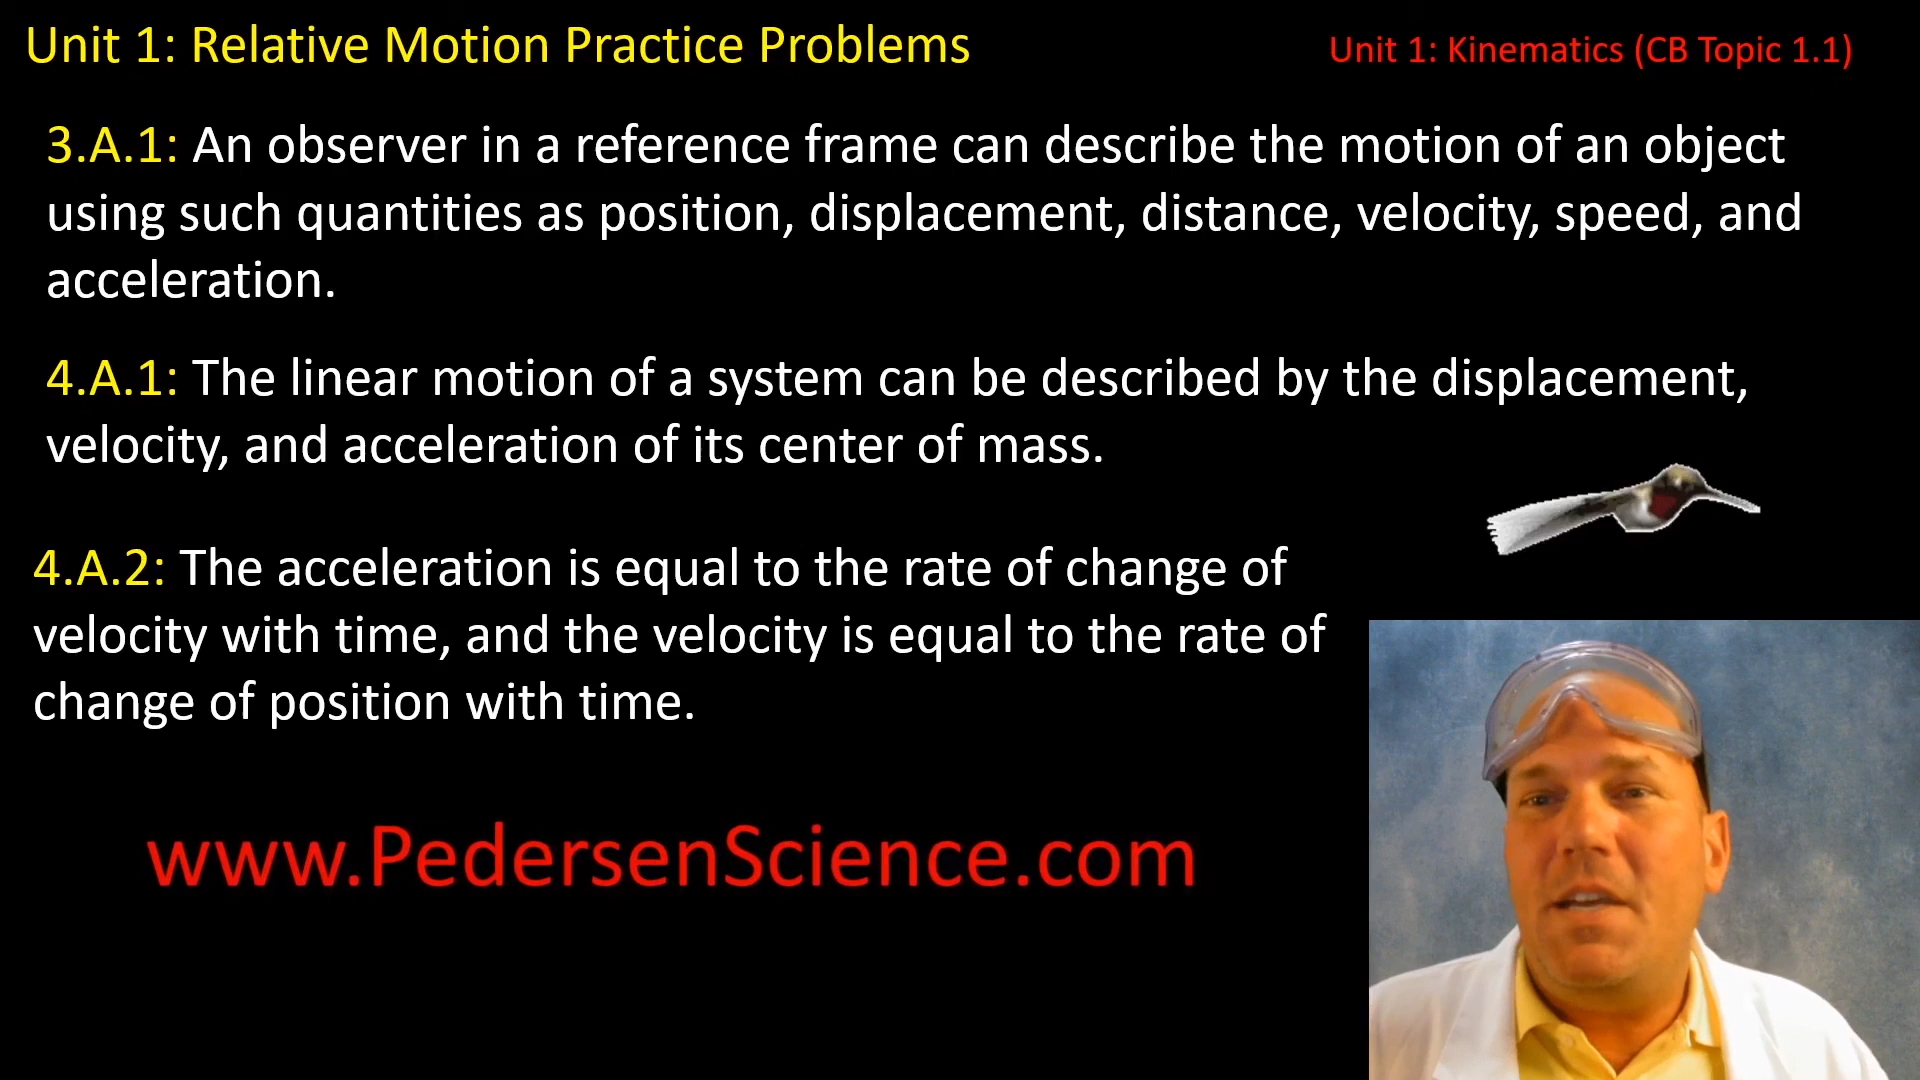 Unit 1: Relative Motion Practice Problems
Unit 1: Kinematics (CB Topic 1.1)
3.A.1: An observer in a reference frame can describe the motion of an object
using such quantities as position, displacement, distance, velocity, speed, and
acceleration.
4.A.1: The linear motion of a system can be described by the displacement,
velocity, and acceleration of its center of mass.
4.A.2: The acceleration is equal to the rate of change of
velocity with time, and the velocity is equal to the rate of
change of position with time.
www.PedersenScience.com